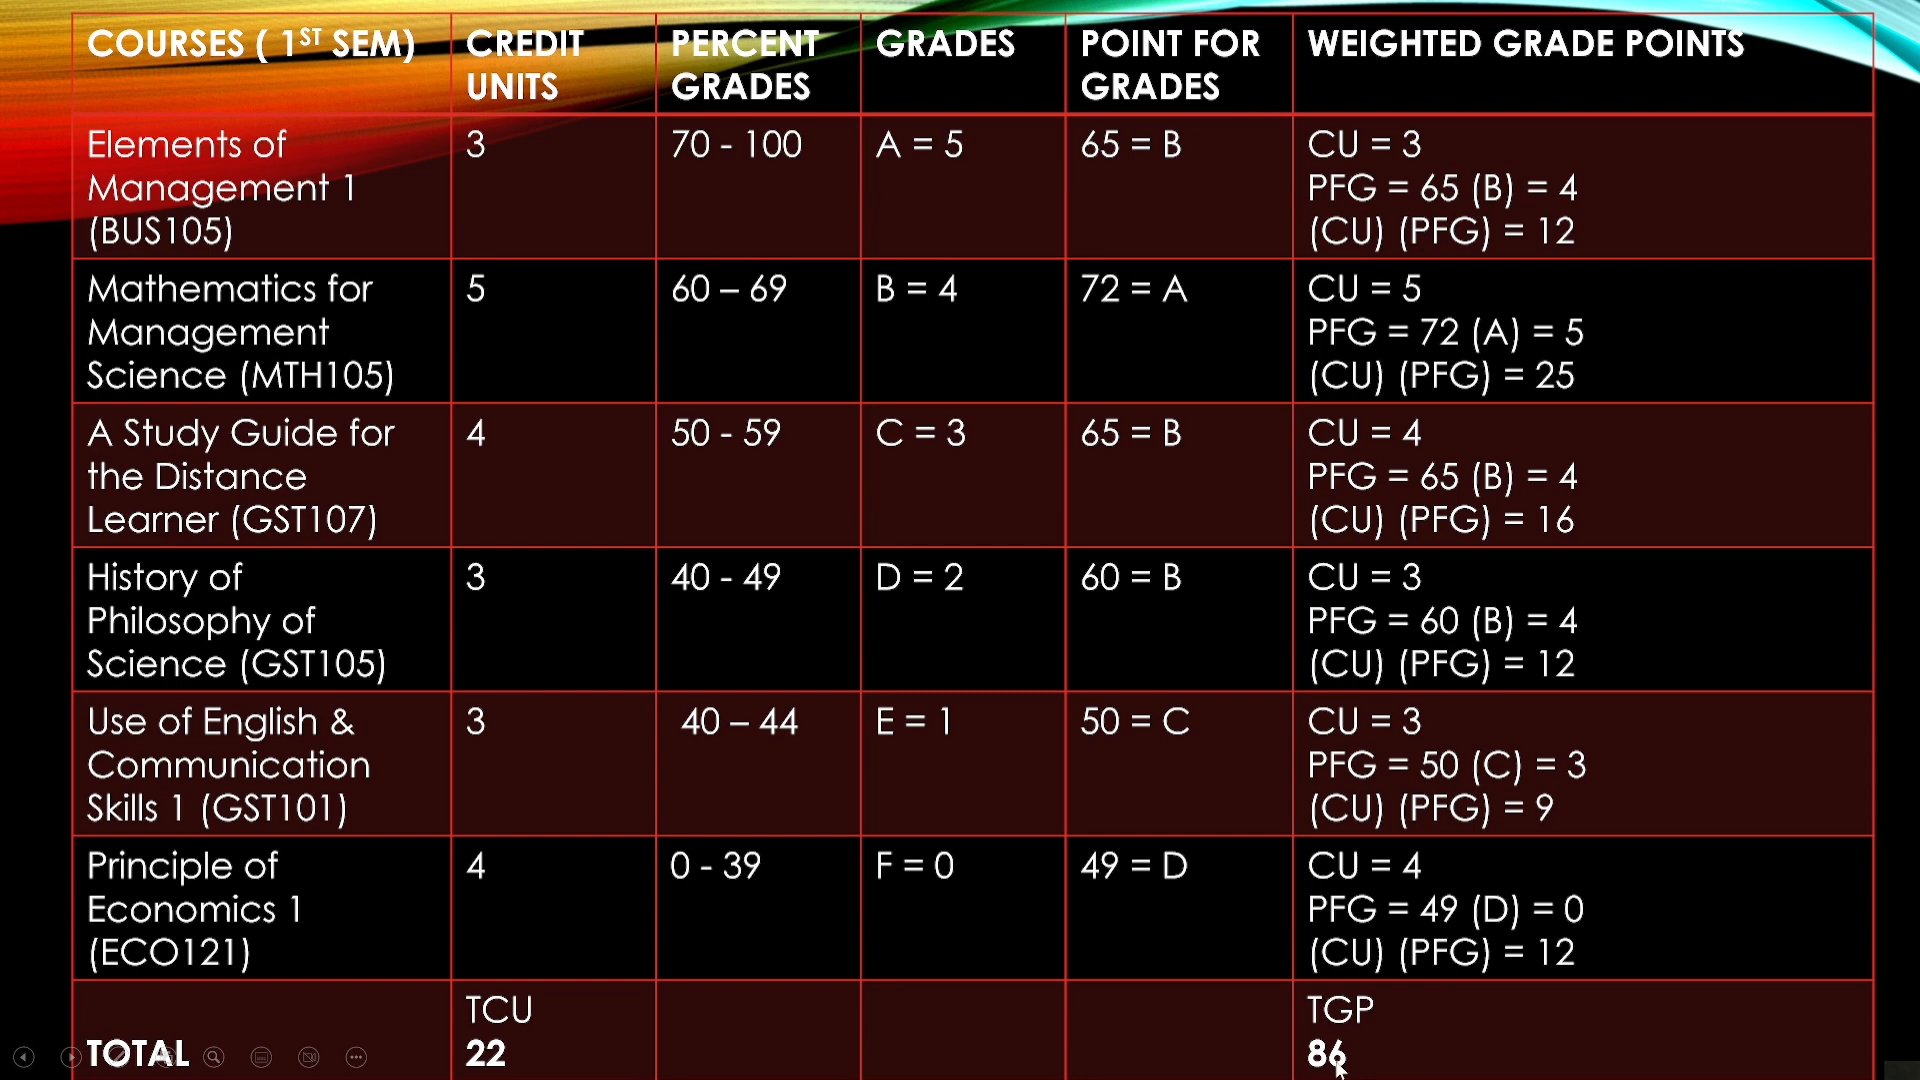 COURSES ( 1ST SEM)
CREDIT
UNITS
PERCENT
GRADES
GRADES
POINT FOR
GRADES
WEIGHTED GRADE POINTS
Elements of
Management 1
(BUS105)
3
70 - 100
A = 5
65 = B
CU = 3
PFG = 65 (B) = 4
(CU) (PFG) = 12
Mathematics for
Management
Science (MTH105)
5
60 – 69
B = 4
72 = A
CU = 5
PFG = 72 (A) = 5
(CU) (PFG) = 25
A Study Guide for
the Distance
Learner (GST107)
4
50 - 59
C = 3
65 = B
CU = 4
PFG = 65 (B) = 4
(CU) (PFG) = 16
History of
Philosophy of
Science (GST105)
3
40 - 49
D = 2
60 = B
CU = 3
PFG = 60 (B) = 4
(CU) (PFG) = 12
Use of English &
Communication
Skills 1 (GST101)
3
40 – 44
E = 1
50 = C
CU = 3
PFG = 50 (C) = 3
(CU) (PFG) = 9
Principle of
Economics 1
(ECO121)
4
0 - 39
F = 0
49 = D
CU = 4
PFG = 49 (D) = 0
(CU) (PFG) = 12
TOTAL
TCU
22
TGP
86